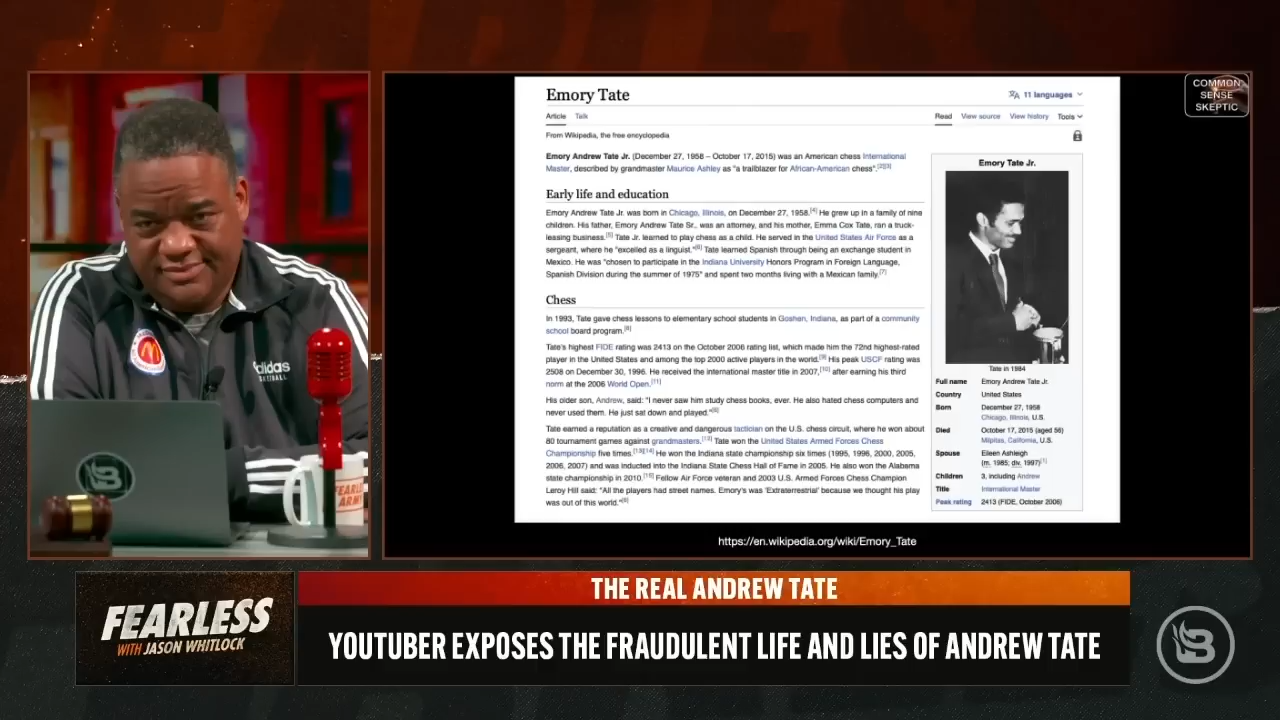 COMMON
SENSE
SKEPTIC
Emory Tate
11 languages
Article Talk
Read View source View history Tools
From Wikipedia, the free encyclopedia
Emory Andrew Tate Jr. (December 27, 1958 – October 17, 2015) was an American chess International
Master, described by grandmaster Maurice Ashley as "a trailblazer for African-American chess".[2][3]
Early life and education
Emory Andrew Tate Jr. was born in Chicago, Illinois, on December 27, 1958.[4] He grew up in a family of nine
children. His father, Emory Andrew Tate Sr., was an attorney, and his mother, Emma Cox Tate, ran a truck-
leasing business.[5] Tate Jr. learned to play chess as a child. He served in the United States Air Force as a
sergeant, where he "excelled as a linguist."[6] Tate learned Spanish through being an exchange student in
Mexico. He was "chosen to participate in the Indiana University Honors Program in Foreign Language,
Spanish Division during the summer of 1975" and spent two months living with a Mexican family.[7]
Chess
In 1993, Tate gave chess lessons to elementary school students in Goshen, Indiana, as part of a community
school board program.[8]
Tate's highest FIDE rating was 2413 on the October 2006 rating list, which made him the 72nd highest-rated
player in the United States and among the top 2000 active players in the world.[9] His peak USCF rating was
2508 on December 30, 1996. He received the international master title in 2007,[10] after earning his third
norm at the 2006 World Open.[11]
His older son, Andrew, said: "I never saw him study chess books, ever. He also hated chess computers and
never used them. He just sat down and played."[6]
Tate earned a reputation as a creative and dangerous tactician on the U.S. chess circuit, where he won about
80 tournament games against grandmasters.[12] Tate won the United States Armed Forces Chess
Championship five times.[13][14] He won the Indiana state championship six times (1995, 1996, 2000, 2005,
2006, 2007) and was inducted into the Indiana State Chess Hall of Fame in 2005. He also won the Alabama
state championship in 2010.[15] Fellow Air Force veteran and 2003 U.S. Armed Forces Chess Champion
Leroy Hill said: "All the players had street names. Emory's was 'Extraterrestrial' because we thought his play
was out of this world."[6]
Emory Tate Jr.
Tate in 1984
Full name Emory Andrew Tate Jr.
Country United States
Born December 27, 1958
Chicago, Illinois, U.S.
Died October 17, 2015 (aged 56)
Milpitas, California, U.S.
Spouse Eileen Ashleigh
(m. 1985; div. 1997)[1]
Children 3, including Andrew
Title International Master
Peak rating 2413 (FIDE, October 2006)
https://en.wikipedia.org/wiki/Emory_Tate
adidas
BASKETBALL
B
FEARLESS
ARMY
FEARLESS
WITH JASON WHITLOCK
THE REAL ANDREW TATE
YOUTUBER EXPOSES THE FRAUDULENT LIFE AND LIES OF ANDREW TATE
B